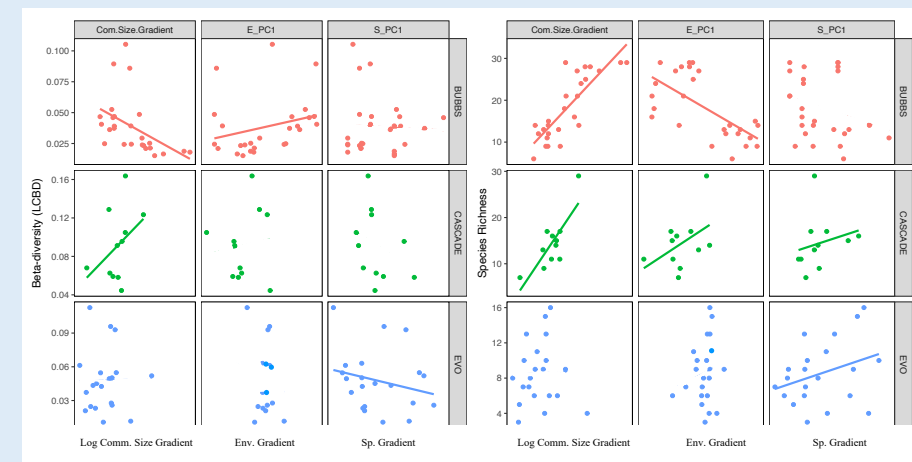 Com.Size.Gradient E_PC1 S_PC1
Beta-diversity (LCBD)
0.100
0.075
0.050
0.025
BUBBS
0.16
0.12
0.08
0.04
CASCADE
0.09
0.06
0.03
EVO
Log Comm. Size Gradient Env. Gradient Sp. Gradient
Com.Size.Gradient E_PC1 S_PC1
Species Richness
30
20
10
BUBBS
30
20
10
CASCADE
16
12
8
4
EVO
Log Comm. Size Gradient Env. Gradient Sp. Gradient